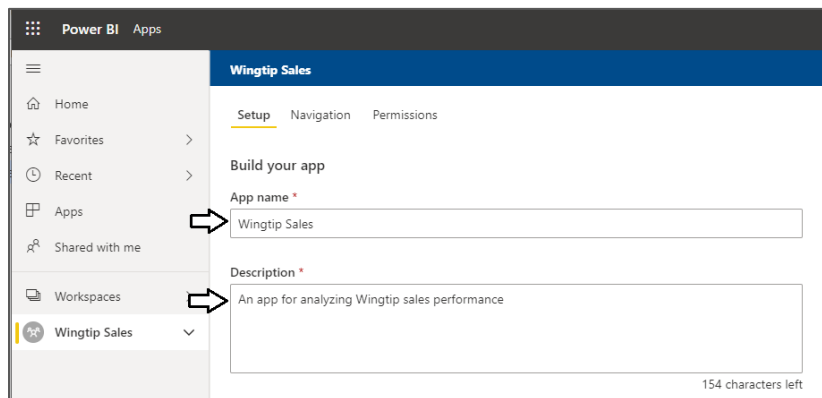 Power BI Apps
Wingtip Sales
Home
Favorites
Recent
Apps
Shared with me
Workspaces
Wingtip Sales
Setup Navigation Permissions
Build your app
App name *
Wingtip Sales
Description *
An app for analyzing Wingtip sales performance
154 characters left